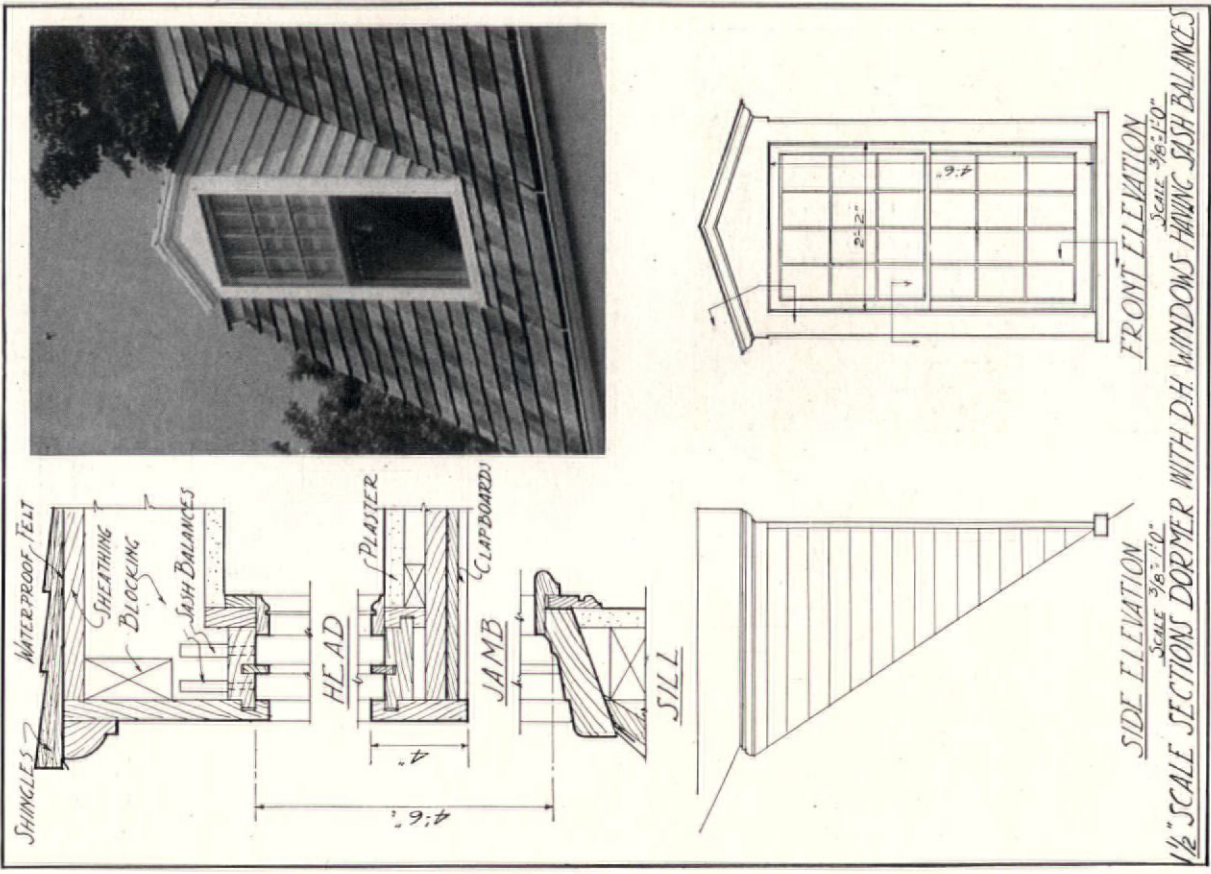 SHINGLES
WATERPROOF FELT
SHEATHING
BLOCKING
SASH BALANCES
HEAD
PLASTER
CLAPBOARDS
JAMB
SILL
4"
4'-6"
2'-2"
4'-6"
SIDE ELEVATION
SCALE 3/8"=1'-0"
FRONT ELEVATION
SCALE 3/8"=1'-0"
1 1/2" SCALE SECTIONS DORMER WITH D.H. WINDOWS HAVING SASH BALANCES